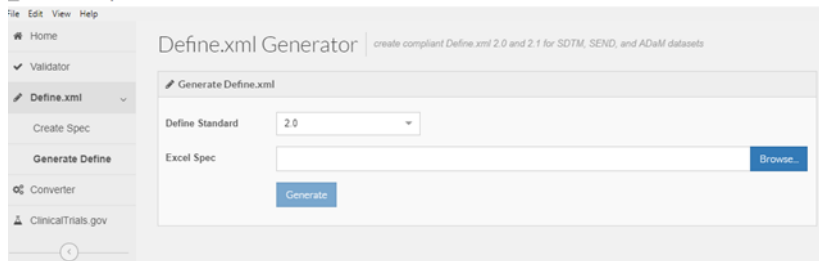 File Edit View Help
Home
Define.xml Generator
create compliant Define.xml 2.0 and 2.1 for SDTM, SEND, and ADaM datasets
Validator
Define.xml
Generate Define.xml
Create Spec
Define Standard
2.0
Generate Define
Excel Spec
Browse...
Converter
Generate
ClinicalTrials.gov